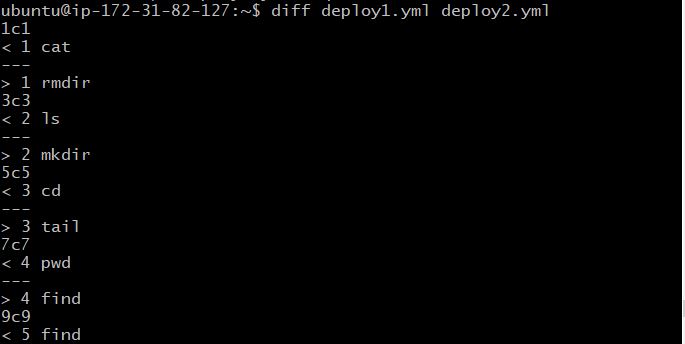 ubuntu@ip-172-31-82-127:~$ diff deploy1.yml deploy2.yml
1c1
< 1 cat
---
> 1 rmdir
3c3
< 2 ls
---
> 2 mkdir
5c5
< 3 cd
---
> 3 tail
7c7
< 4 pwd
---
> 4 find
9c9
< 5 find